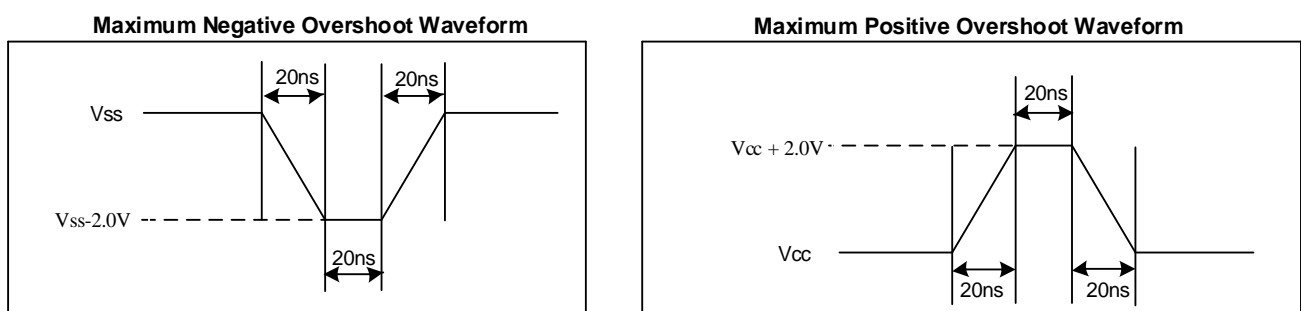 Maximum Negative Overshoot Waveform
20ns
20ns
Vss
Vss-2.0V
20ns
Maximum Positive Overshoot Waveform
20ns
Vcc + 2.0V
Vcc
20ns
20ns